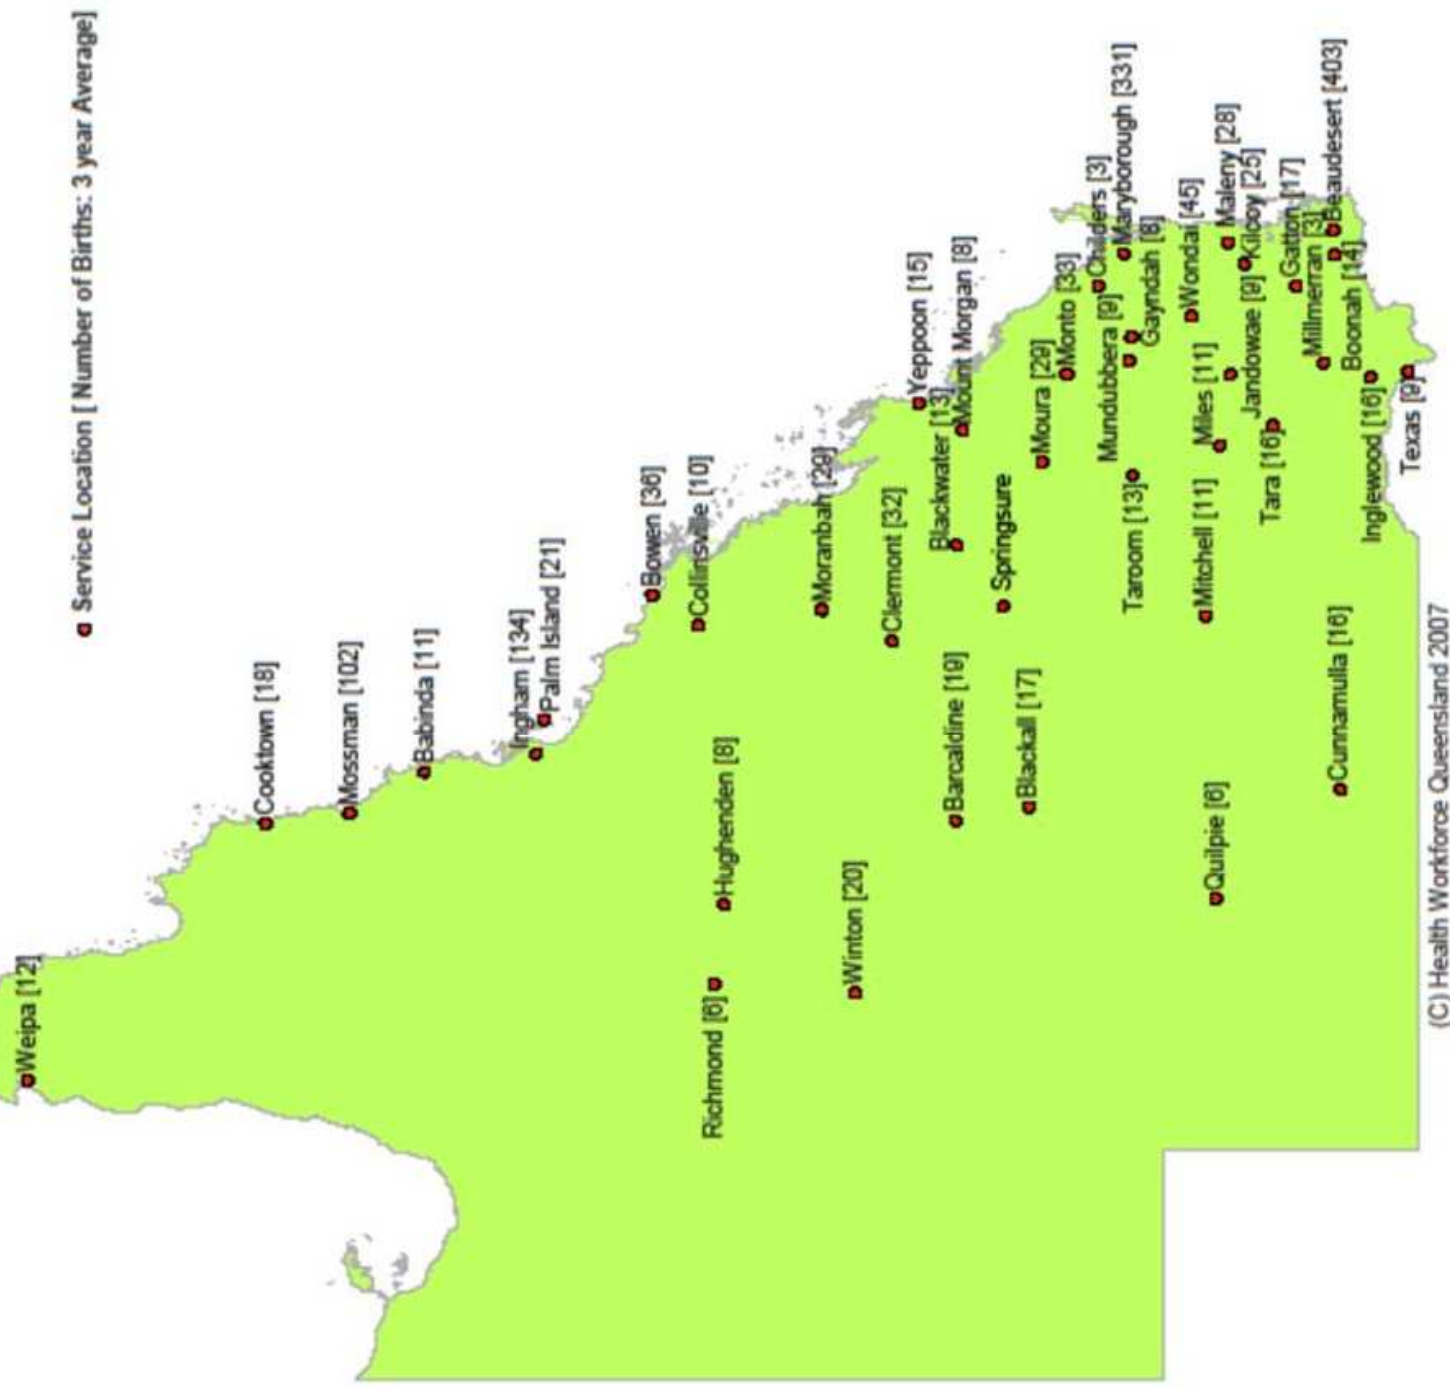 Service Location [ Number of Births: 3 year Average]
Weipa [12]
Cooktown [18]
Mossman [102]
Babinda [11]
Ingham [134]
Palm Island [21]
Bowen [36]
Collinsville [10]
Richmond [6]
Hughenden [8]
Moranbah [29]
Winton [20]
Clermont [32]
Yeppoon [15]
Blackwater [13]
Mount Morgan [8]
Barcaldine [19]
Springsure
Blackall [17]
Moura [29]
Monto [33]
Childers [3]
Mundubbera [9]
Maryborough [331]
Taroom [13]
Gayndah [8]
Wondai [45]
Mitchell [11]
Miles [11]
Quilpie [6]
Maleny [28]
Kilcoy [25]
Jandowae [9]
Tara [16]
Gatton [17]
Millmerran [3]
Beaudesert [403]
Boonah [14]
Cunnamulla [16]
Inglewood [16]
Texas [9]
(C) Health Workforce Queensland 2007